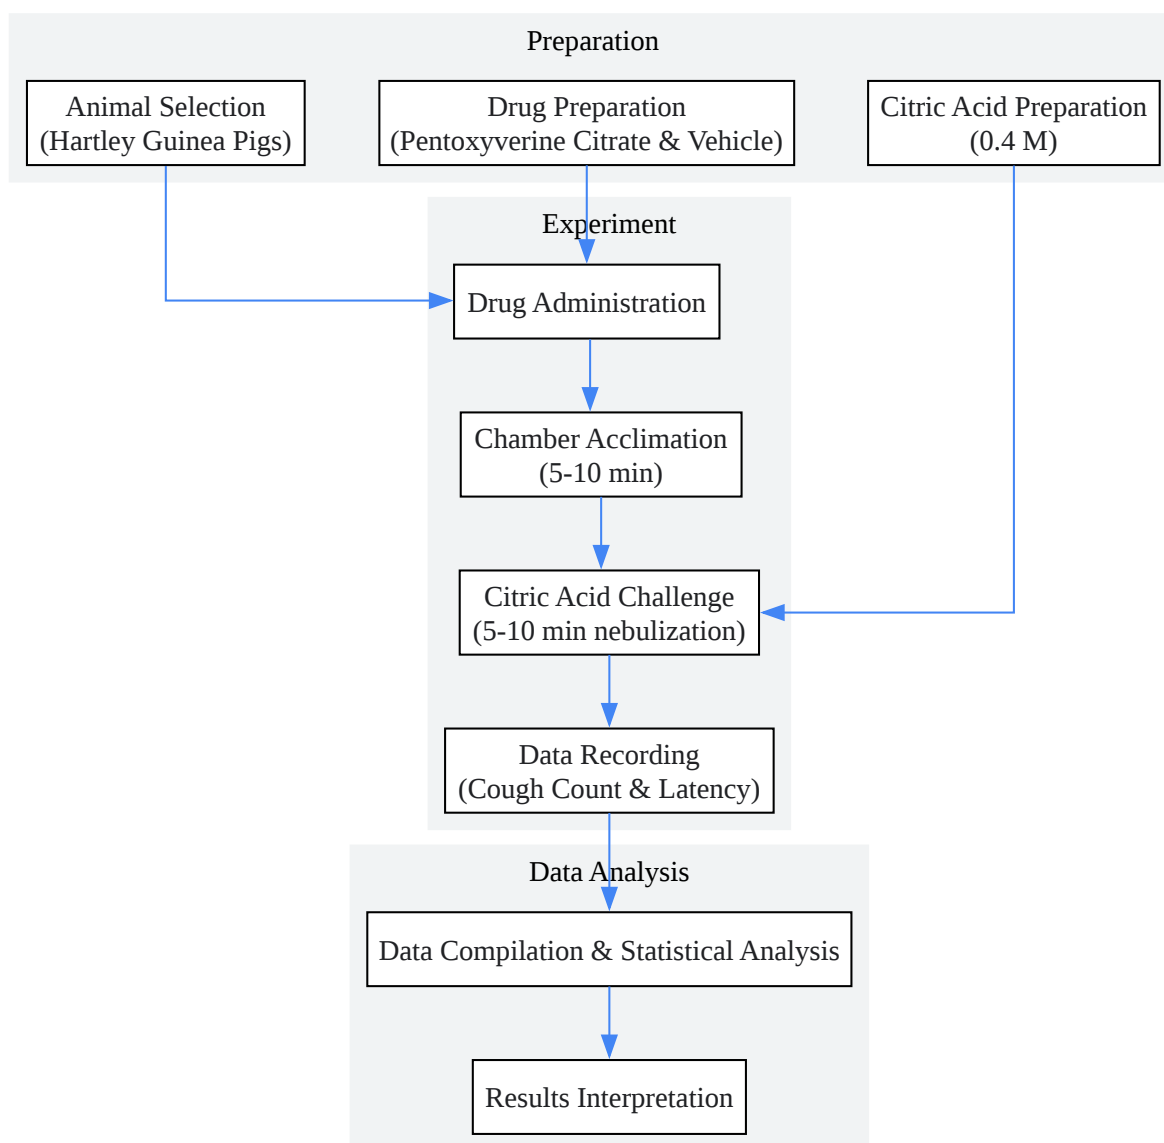 Preparation
Animal Selection
(Hartley Guinea Pigs)
Drug Preparation
(Pentoxyverine Citrate & Vehicle)
Citric Acid Preparation
(0.4 M)
Experiment
Drug Administration
Chamber Acclimation
(5-10 min)
Citric Acid Challenge
(5-10 min nebulization)
Data Recording
(Cough Count & Latency)
Data Analysis
Data Compilation & Statistical Analysis
Results Interpretation